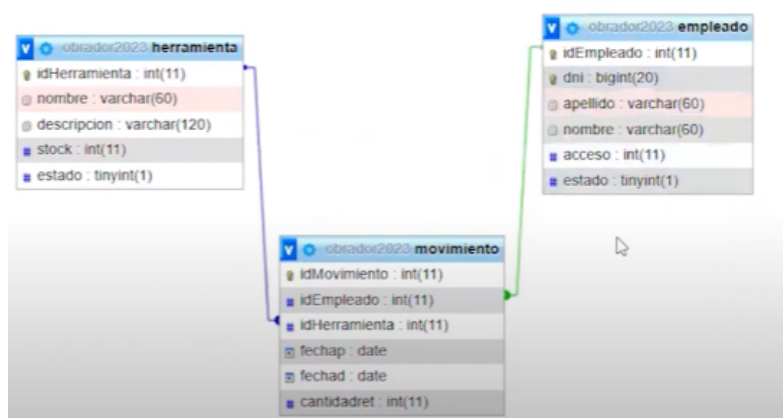 obrador2023 herramienta
idHerramienta : int(11)
nombre : varchar(60)
descripcion : varchar(120)
stock : int(11)
estado : tinyint(1)
obrador2023 empleado
idEmpleado : int(11)
dni : bigint(20)
apellido : varchar(60)
nombre : varchar(60)
acceso : int(11)
estado : tinyint(1)
obrador2023 movimiento
idMovimiento : int(11)
idEmpleado : int(11)
idHerramienta : int(11)
fechap : date
fechad : date
cantidadret : int(11)